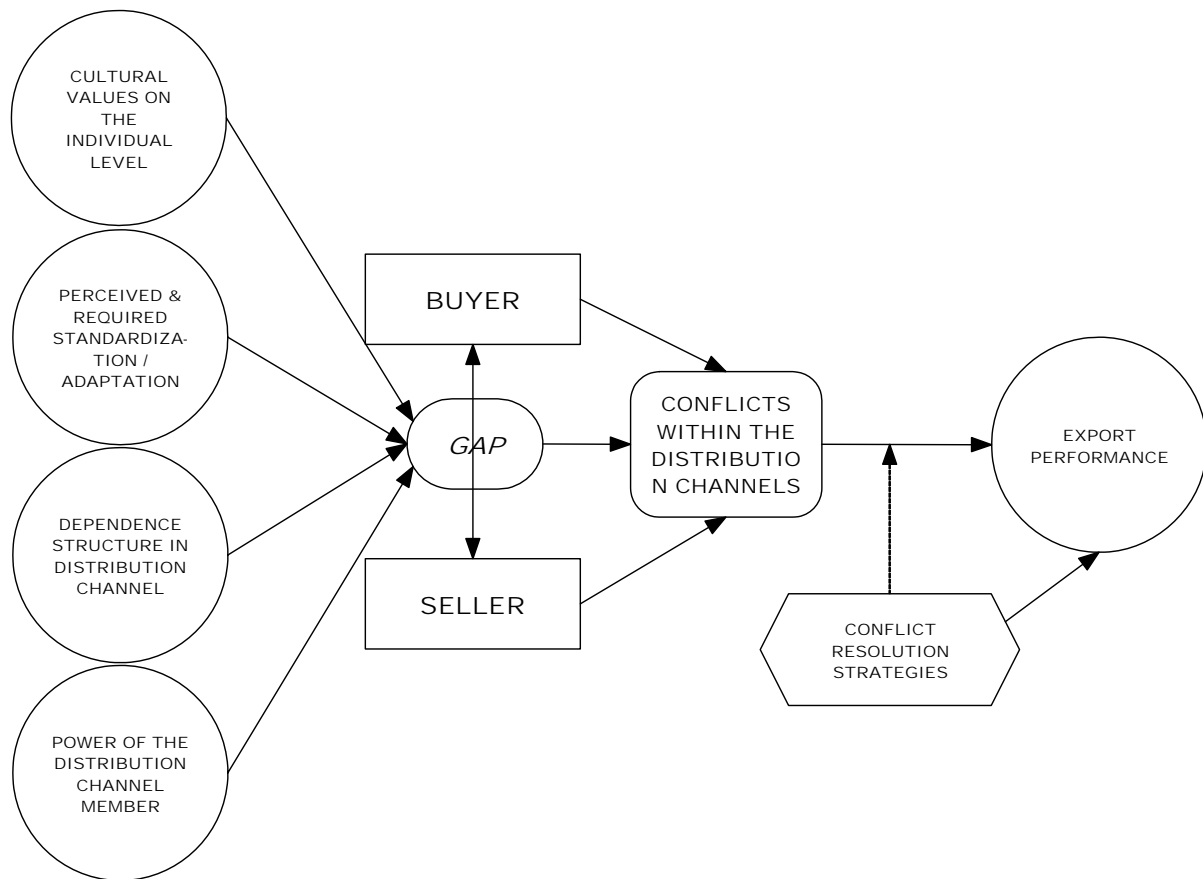 CULTURAL
VALUES ON
THE
INDIVIDUAL
LEVEL
PERCEIVED &
REQUIRED
STANDARDIZA-
TION /
ADAPTATION
DEPENDENCE
STRUCTURE IN
DISTRIBUTION
CHANNEL
POWER OF THE
DISTRIBUTION
CHANNEL
MEMBER
BUYER
GAP
SELLER
CONFLICTS
WITHIN THE
DISTRIBUTIO
N CHANNELS
CONFLICT
RESOLUTION
STRATEGIES
EXPORT
PERFORMANCE